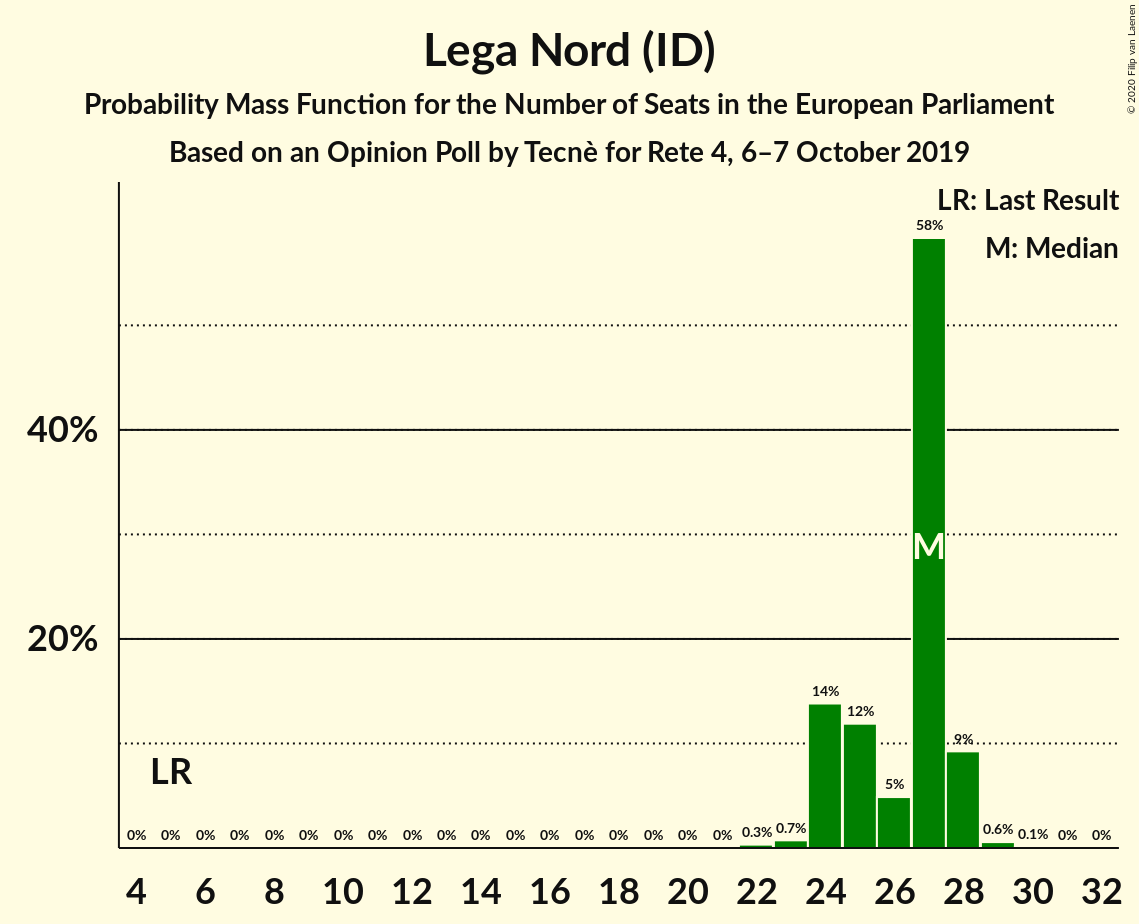 Lega Nord (ID)
Probability Mass Function for the Number of Seats in the European Parliament
Based on an Opinion Poll by Tecnè for Rete 4, 6–7 October 2019
© 2020 Filip van Laenen
LR: Last Result
M: Median
58%
40%
M
20%
14%
12%
9%
5%
LR
0% 0% 0% 0% 0% 0% 0% 0% 0% 0% 0% 0% 0% 0% 0% 0% 0% 0% 0.3% 0.7% 0.6% 0.1% 0% 0%
4 6 8 10 12 14 16 18 20 22 24 26 28 30 32